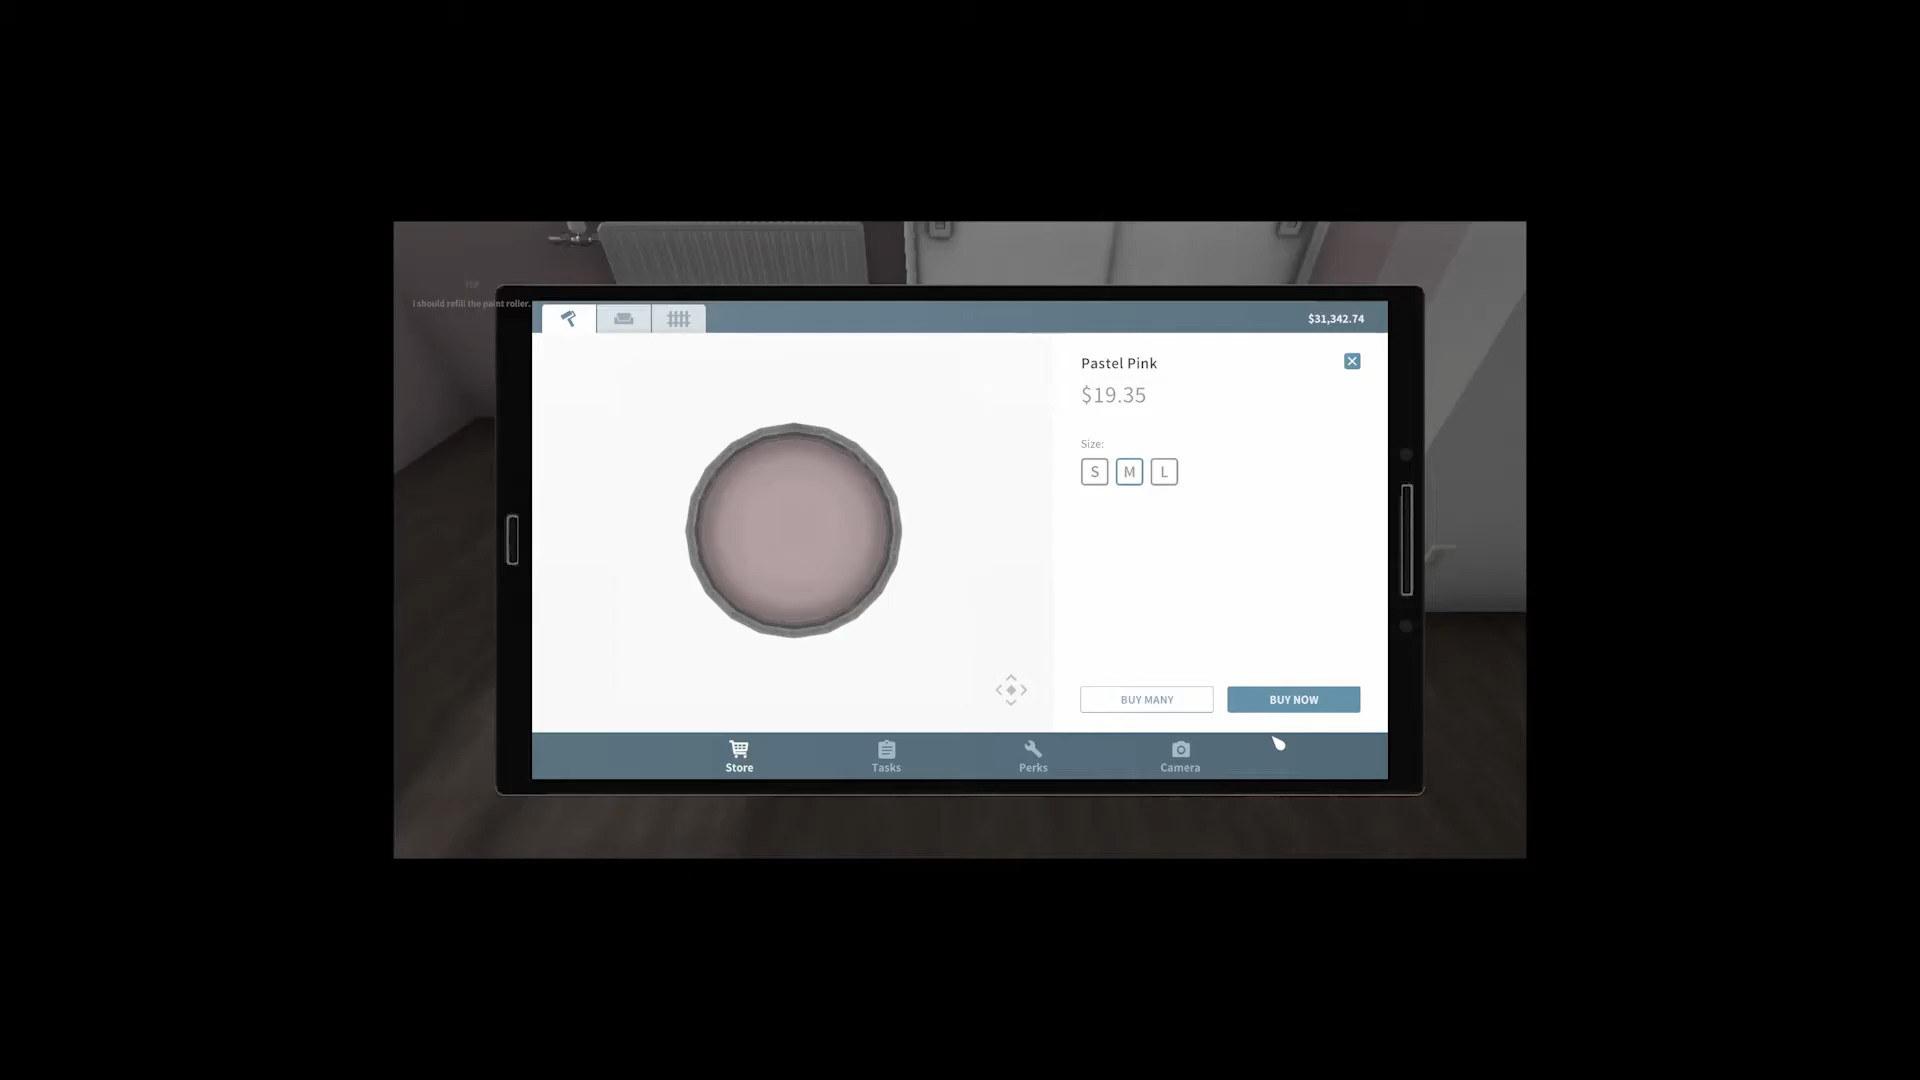 TIP
I should refill the paint roller.
$31,342.74
Pastel Pink
$19.35
Size:
S M L
BUY MANY
BUY NOW
Store
Tasks
Perks
Camera